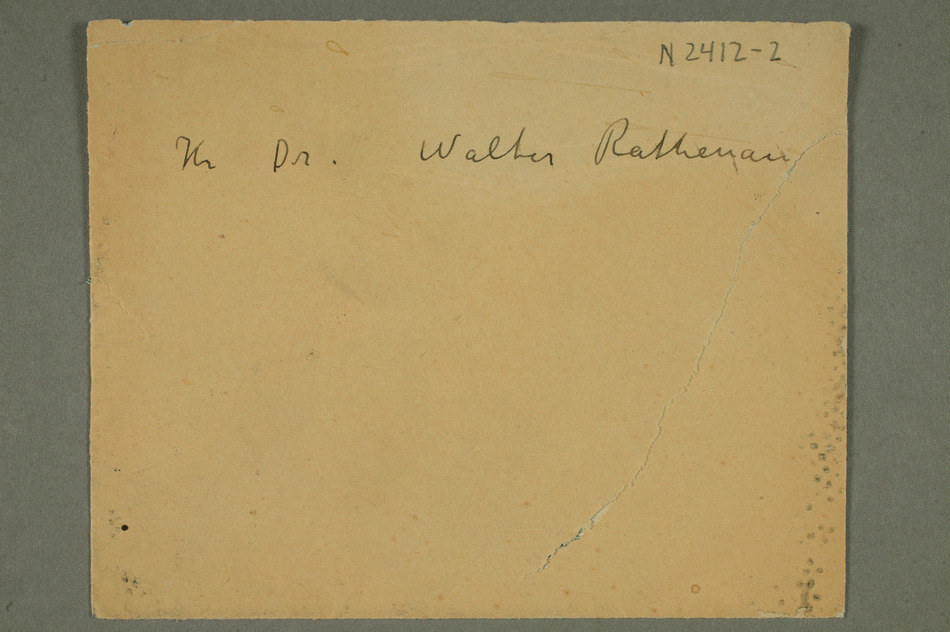 N 2412-2
Hr Dr. Walter Rathenau